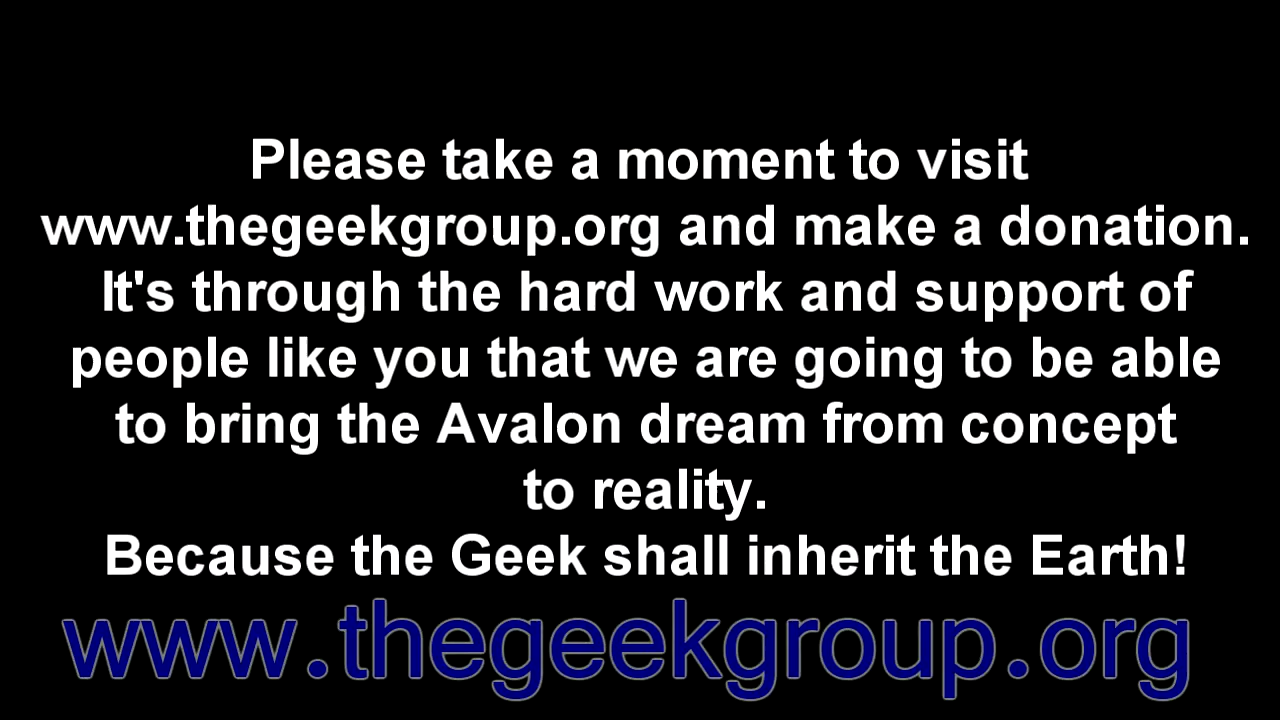 Please take a moment to visit
www.thegeekgroup.org and make a donation.
It's through the hard work and support of
people like you that we are going to be able
to bring the Avalon dream from concept
to reality.
Because the Geek shall inherit the Earth!
www.thegeekgroup.org